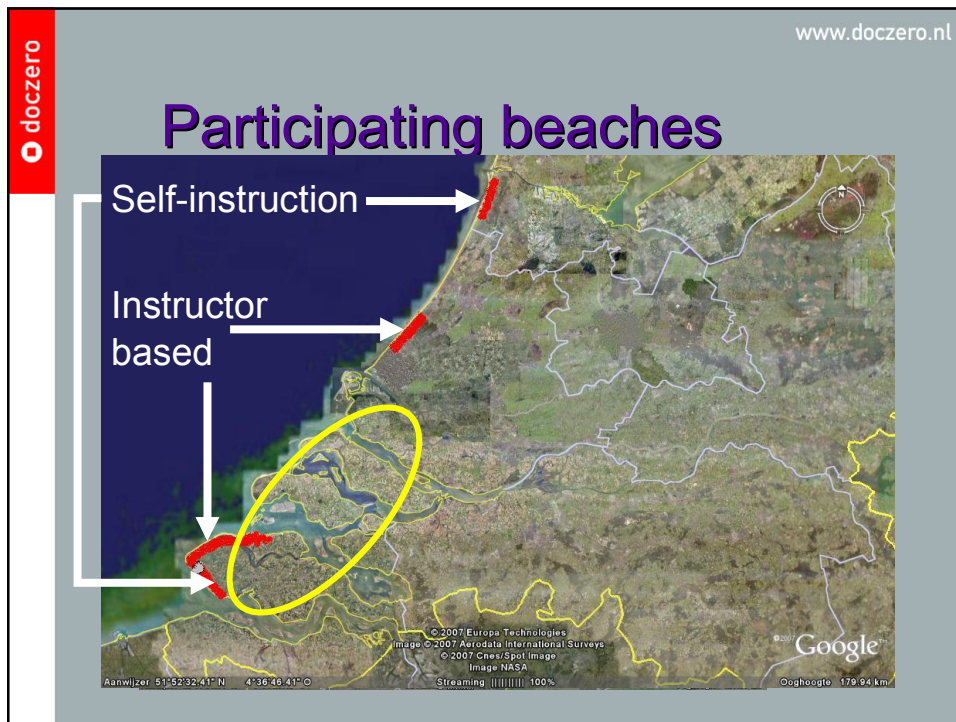 www.doczero.nl
doczero
Participating beaches
Self-instruction
Instructor
based
N
© 2007 Europa Technologies
Image © 2007 Aerodata International Surveys
© 2007 Cnes/Spot Image
Image NASA
©2007 Google™
Aanwijzer 51°52'32.41" N 4°36'46.41" O Streaming |||||||||| 100% Ooghoogte 179.94 km